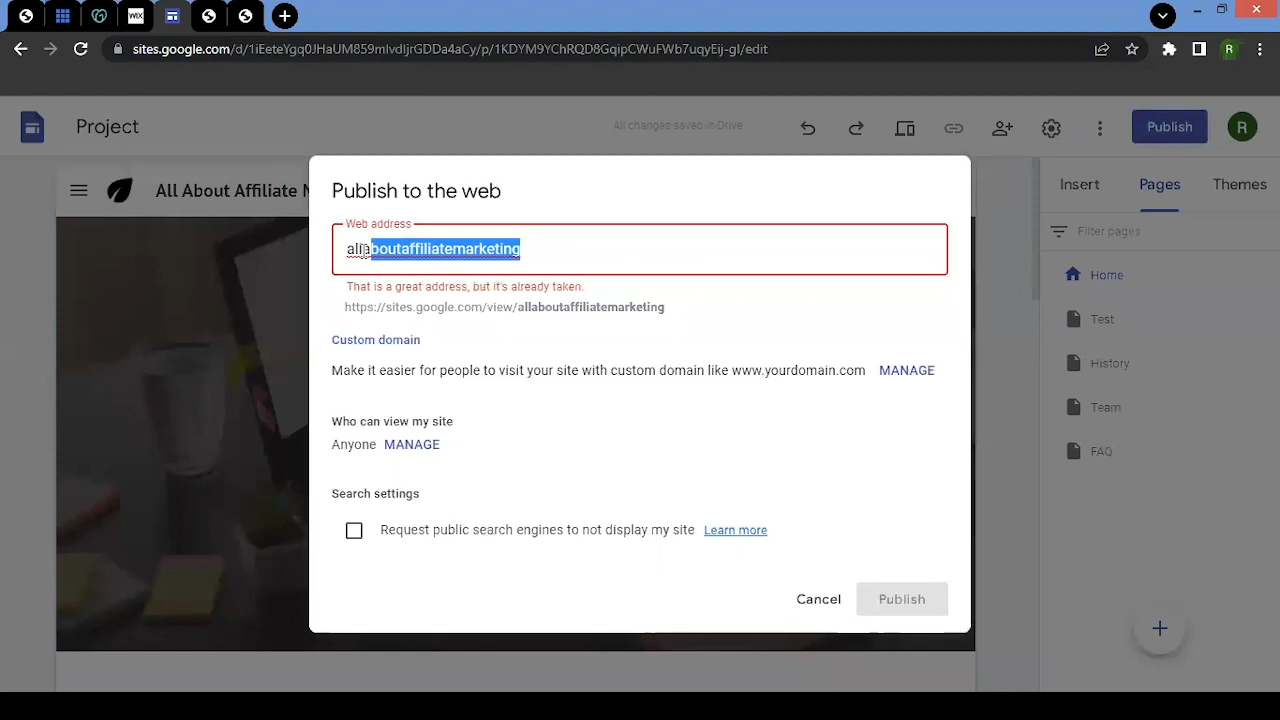 WIX
sites.google.com/d/1iEeteYgq0JHaUM859mlvdljrGDDa4aCy/p/1KDYM9YChRQD8GqipCWuFWb7uqyEij-gI/edit
R
Project
All changes saved in Drive
Publish
R
All About Affiliate M
Insert
Pages
Themes
Filter pages
Home
Test
History
Team
FAQ
Publish to the web
Web address
allaboutaffiliatemarketing
That is a great address, but it's already taken.
https://sites.google.com/view/allaboutaffiliatemarketing
Custom domain
Make it easier for people to visit your site with custom domain like www.yourdomain.com MANAGE
Who can view my site
Anyone MANAGE
Search settings
Request public search engines to not display my site Learn more
Cancel
Publish